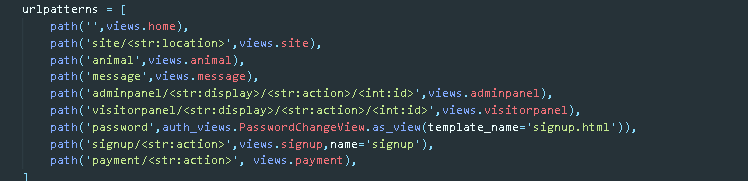 urlpatterns = [
    path('',views.home),
    path('site/<str:location>',views.site),
    path('animal',views.animal),
    path('message',views.message),
    path('adminpanel/<str:display>/<str:action>/<int:id>',views.adminpanel),
    path('visitorpanel/<str:display>/<str:action>/<int:id>',views.visitorpanel),
    path('password',auth_views.PasswordChangeView.as_view(template_name='signup.html')),
    path('signup/<str:action>',views.signup,name='signup'),
    path('payment/<str:action>', views.payment),
]